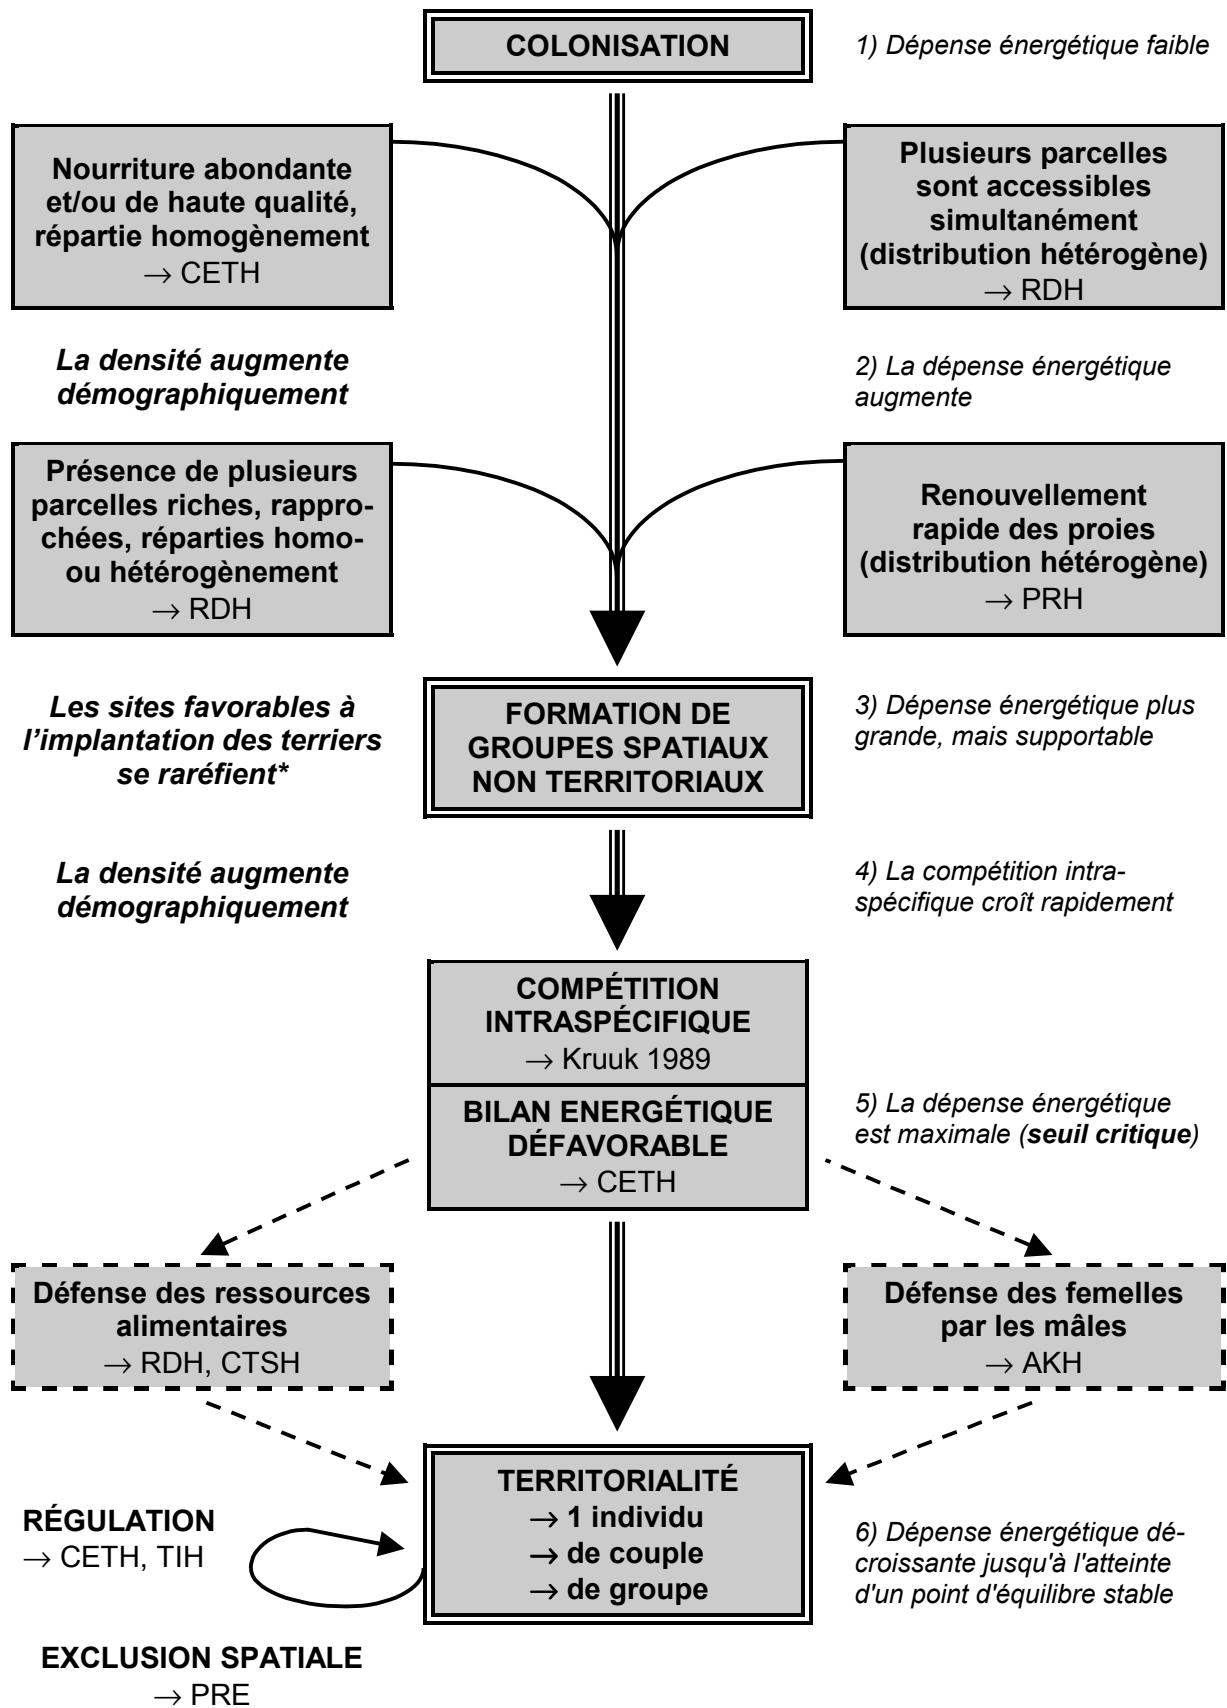 COLONISATION
1) Dépense énergétique faible
Nourriture abondante
et/ou de haute qualité,
répartie homogènement
→ CETH
Plusieurs parcelles
sont accessibles
simultanément
(distribution hétérogène)
→ RDH
La densité augmente
démographiquement
2) La dépense énergétique
augmente
Présence de plusieurs
parcelles riches, rappro-
chées, réparties homo-
ou hétérogènement
→ RDH
Renouvellement
rapide des proies
(distribution hétérogène)
→ PRH
Les sites favorables à
l’implantation des terriers
se raréfient*
FORMATION DE
GROUPES SPATIAUX
NON TERRITORIAUX
3) Dépense énergétique plus
grande, mais supportable
La densité augmente
démographiquement
4) La compétition intra-
spécifique croît rapidement
COMPÉTITION
INTRASPÉCIFIQUE
→ Kruuk 1989
BILAN ENERGÉTIQUE
DÉFAVORABLE
→ CETH
5) La dépense énergétique
est maximale (seuil critique)
Défense des ressources
alimentaires
→ RDH, CTSH
Défense des femelles
par les mâles
→ AKH
TERRITORIALITÉ
→ 1 individu
→ de couple
→ de groupe
RÉGULATION
→ CETH, TIH
6) Dépense énergétique dé-
croissante jusqu'à l'atteinte
d'un point d'équilibre stable
EXCLUSION SPATIALE
→ PRE